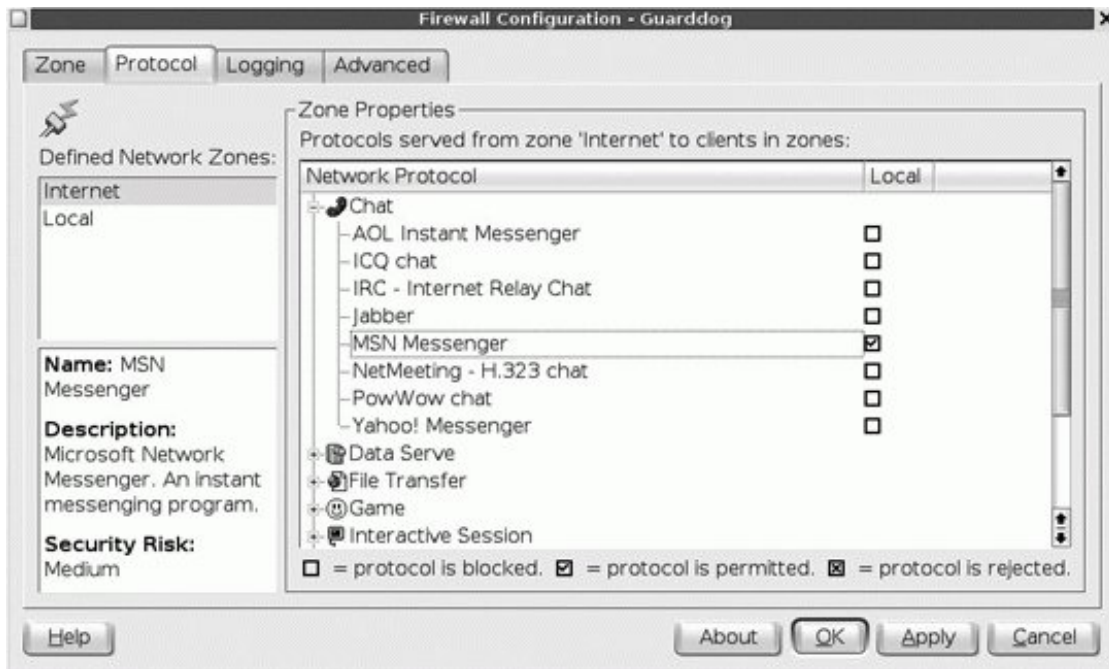 Firewall Configuration - Guarddog
Zone
Protocol
Logging
Advanced
Defined Network Zones:
Internet
Local
Name: MSN
Messenger
Description:
Microsoft Network
Messenger. An instant
messenging program.
Security Risk:
Medium
Zone Properties
Protocols served from zone 'Internet' to clients in zones:
Network Protocol
Local
Chat
AOL Instant Messenger
ICQ chat
IRC - Internet Relay Chat
Jabber
MSN Messenger
NetMeeting - H.323 chat
PowWow chat
Yahoo! Messenger
Data Serve
File Transfer
Game
Interactive Session
= protocol is blocked. = protocol is permitted. = protocol is rejected.
Help
About
OK
Apply
Cancel